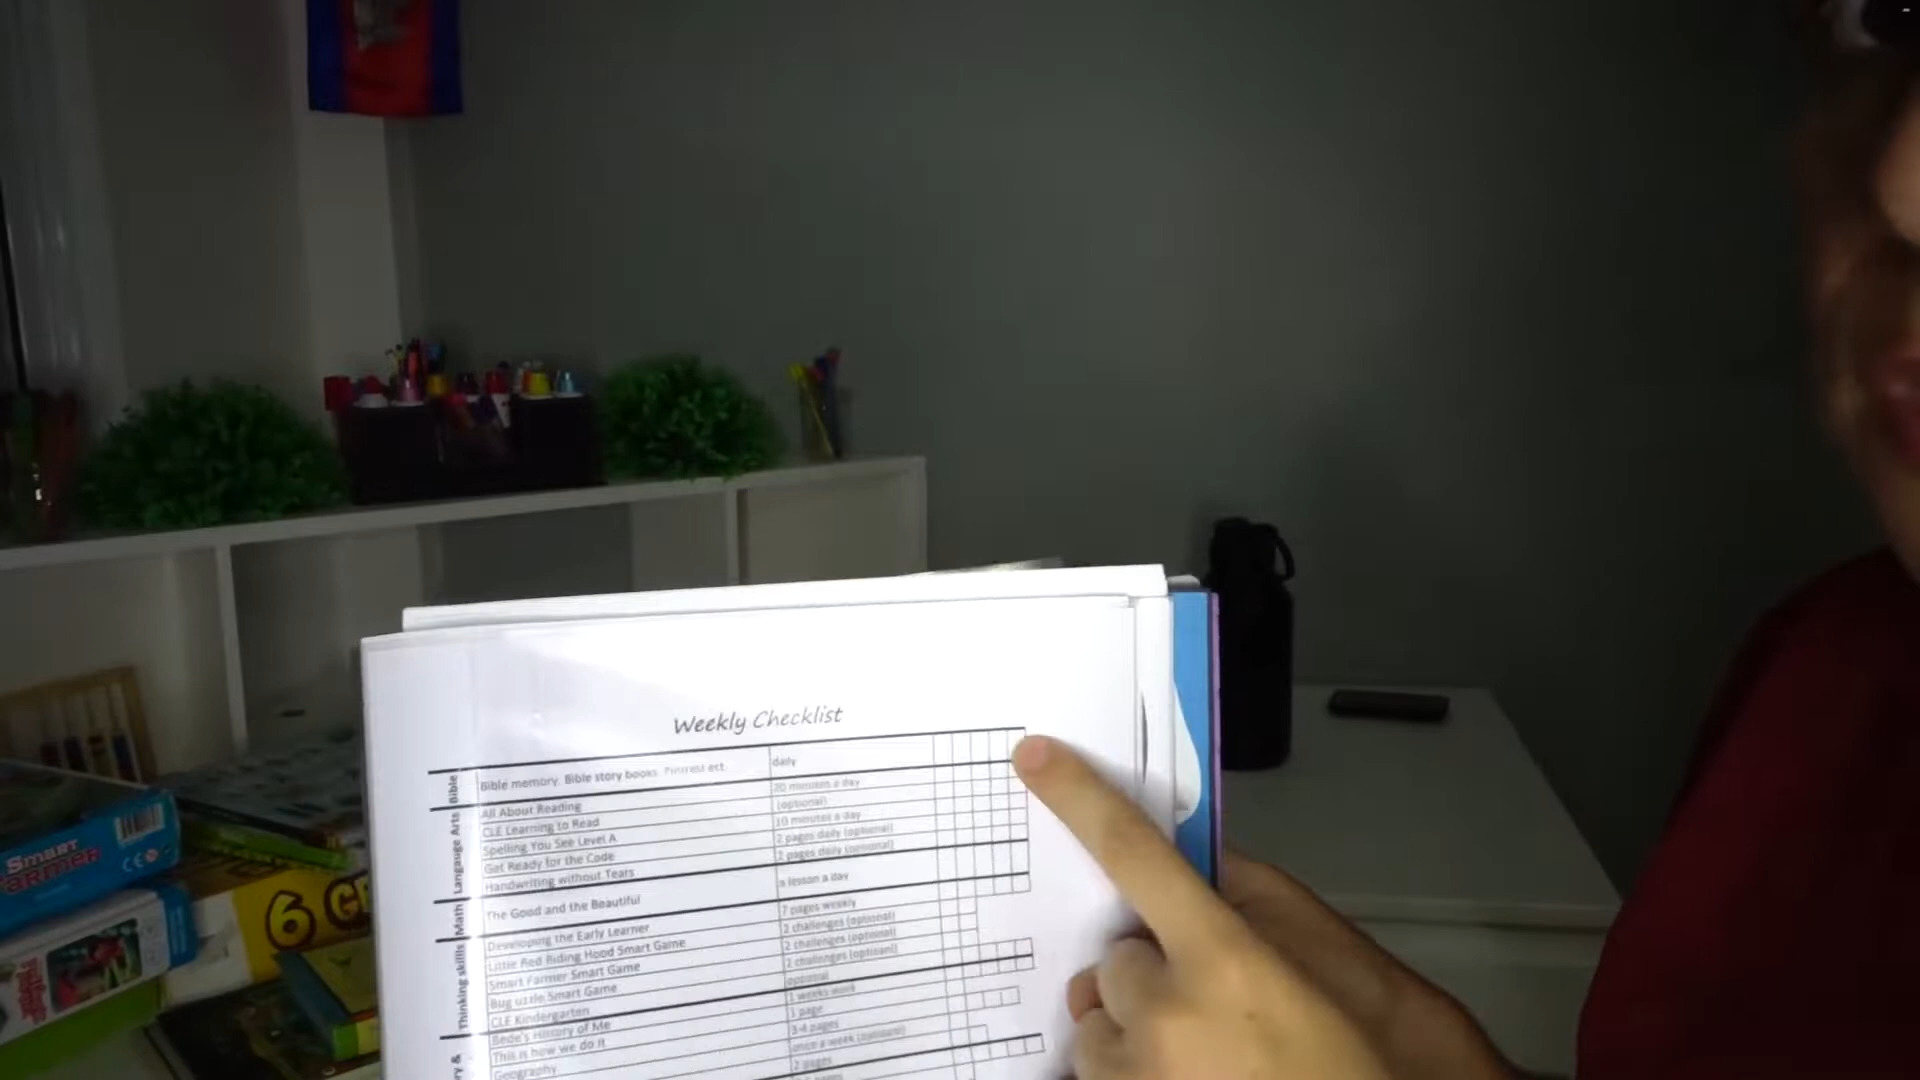 Weekly Checklist
Bible
Bible memory. Bible story books. ect. daily
Langauge Arts
All About Reading 20 minutes a day
CLE Learning to Read (optional)
Spelling You See Level A 10 minutes a day
Get Ready for the Code 2 pages daily (optional)
Handwriting without Tears 2 pages daily (optional)
Math
The Good and the Beautiful a lesson a day
Thinking skills
Developing the Early Learner 7 pages weekly
Little Red Riding Hood Smart Game 2 challenges (optional)
Smart Farmer Smart Game 2 challenges (optional)
Bug uzzle Smart Game 2 challenges (optioanl)
CLE Kindergarten optional
ry &
Bede's History of Me 1 weeks work
This is how we do it 1 page
Geography 3-4 pages
once a week (optional)
2 pages
SMART
6 G